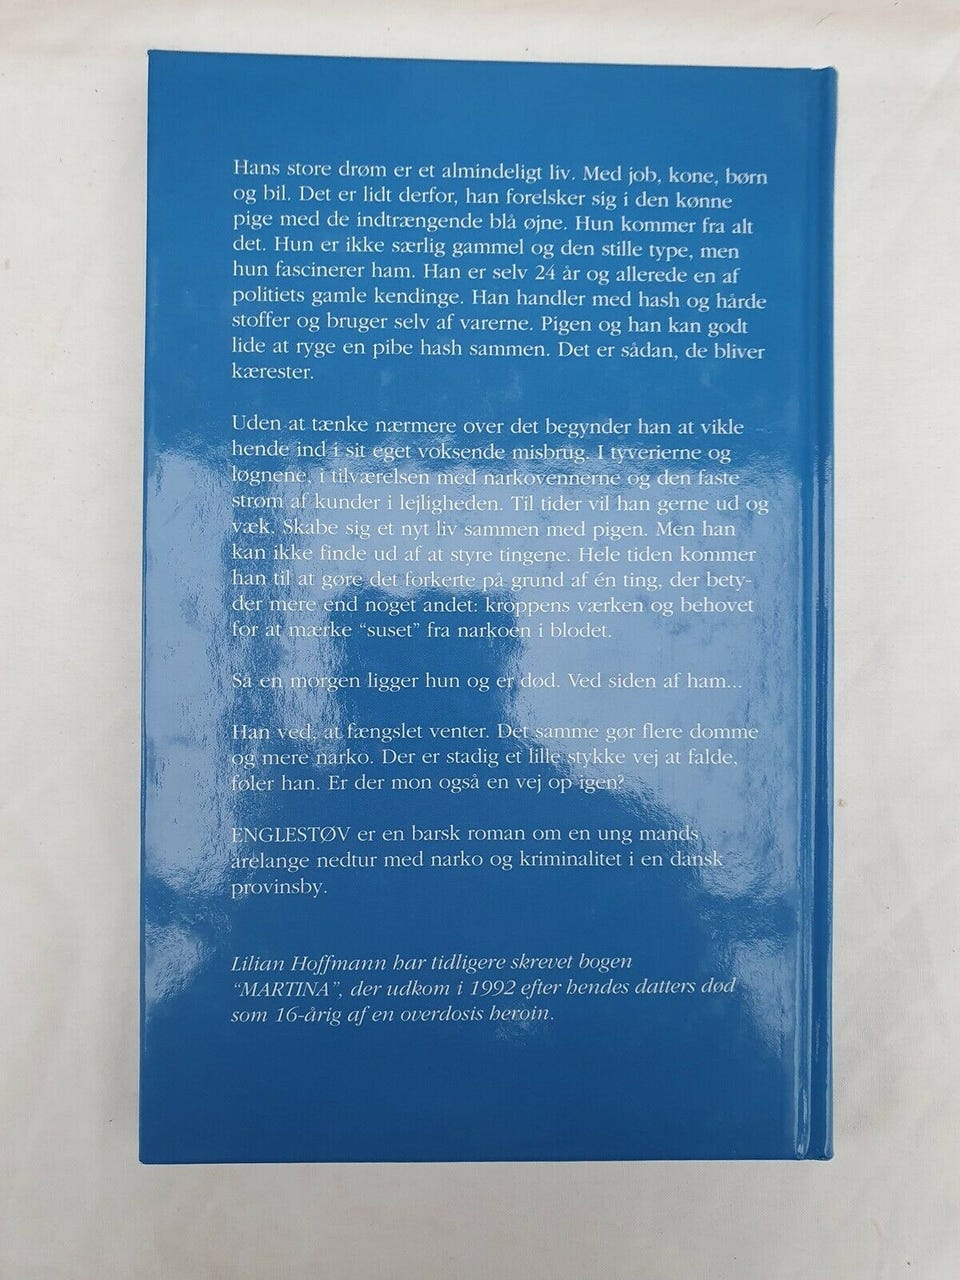 Hans store drøm er et almindeligt liv. Med job, kone, børn
og bil. Det er lidt derfor, han forelsker sig i den kønne
pige med de indtrængende blå øjne. Hun kommer fra alt
det. Hun er ikke særlig gammel og den stille type, men
hun fascinerer ham. Han er selv 24 år og allerede en af
politiets gamle kendinge. Han handler med hash og hårde
stoffer og bruger selv af varerne. Pigen og han kan godt
lide at ryge en pibe hash sammen. Det er sådan, de bliver
kærester.
Uden at tænke nærmere over det begynder han at vikle
hende ind i sit eget voksende misbrug. I tyverierne og
løgnene, i tilværelsen med narkovennerne og den faste
strøm af kunder i lejligheden. Til tider vil han gerne ud og
væk. Skabe sig et nyt liv sammen med pigen. Men han
kan ikke finde ud af at styre tingene. Hele tiden kommer
han til at gøre det forkerte på grund af én ting, der bety-
der mere end noget andet: kroppens værken og behovet
for at mærke “suset” fra narkoen i blodet.
Så en morgen ligger hun og er død. Ved siden af ham...
Han ved, at fængslet venter. Det samme gør flere domme
og mere narko. Der er stadig et lille stykke vej at falde,
føler han. Er der mon også en vej op igen?
ENGLESTØV er en barsk roman om en ung mands
årelange nedtur med narko og kriminalitet i en dansk
provinsby.
Lilian Hoffmann har tidligere skrevet bogen
“MARTINA”, der udkom i 1992 efter hendes datters død
som 16-årig af en overdosis heroin.